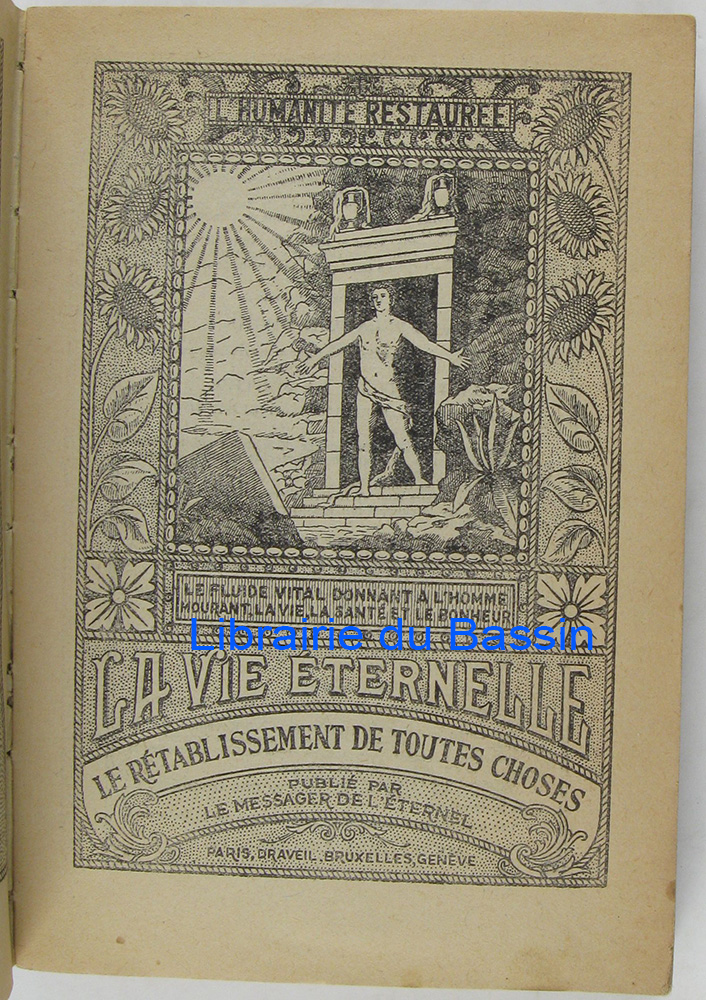 L'HUMANITÉ RESTAURÉE
LE FLUIDE VITAL DONNANT A L'HOMME
MOURANT LA VIE, LA SANTÉ ET LE BONHEUR
Librairie du Bassin
LA VIE ÉTERNELLE
LE RÉTABLISSEMENT DE TOUTES CHOSES
PUBLIÉ PAR
LE MESSAGER DE L'ÉTERNEL
PARIS, DRAVEIL, BRUXELLES, GENÈVE